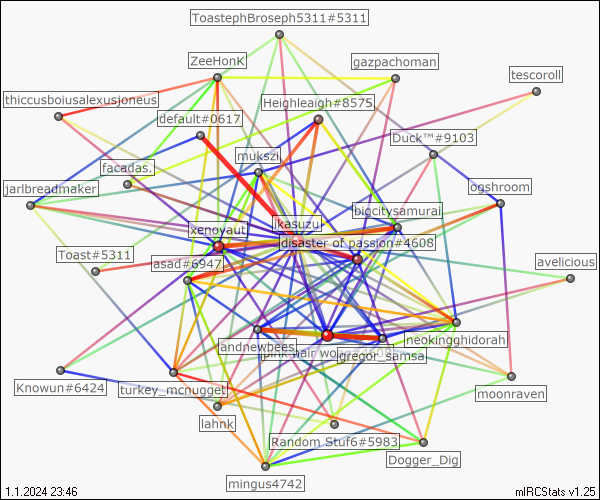 ToastephBroseph5311#5311
ZeeHonK
gazpachoman
tescoroll
thiccusboiusalexusjoneus
Heighleaigh#8575
default#0617
Duck™#9103
mukszi
facadas.
jarlbreadmaker
ogshroom
bigcitysamurai
ikasuzu
xenoyaut
disaster of passion#4608
Toast#5311
asad#6947
avelicious
neokingghidorah
andnewbees
pink hair wo
gregor_samsa
Knowun#6424
turkey_mcnugget
moonraven
lahnk
Random Stuf6#5983
Dogger_Dig
mingus4742
1.1.2024 23:46
mIRCStats v1.25